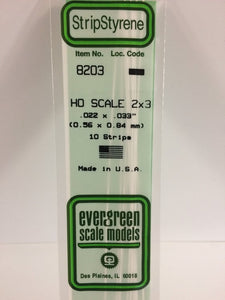 StripStyrene
Item No. Loc. Code
8203
HO SCALE 2x3
.022 x .033"
(0.56 x 0.84 mm)
10 Strips
Made in U.S.A.
evergreen
scale models
Des Plaines, IL 60018